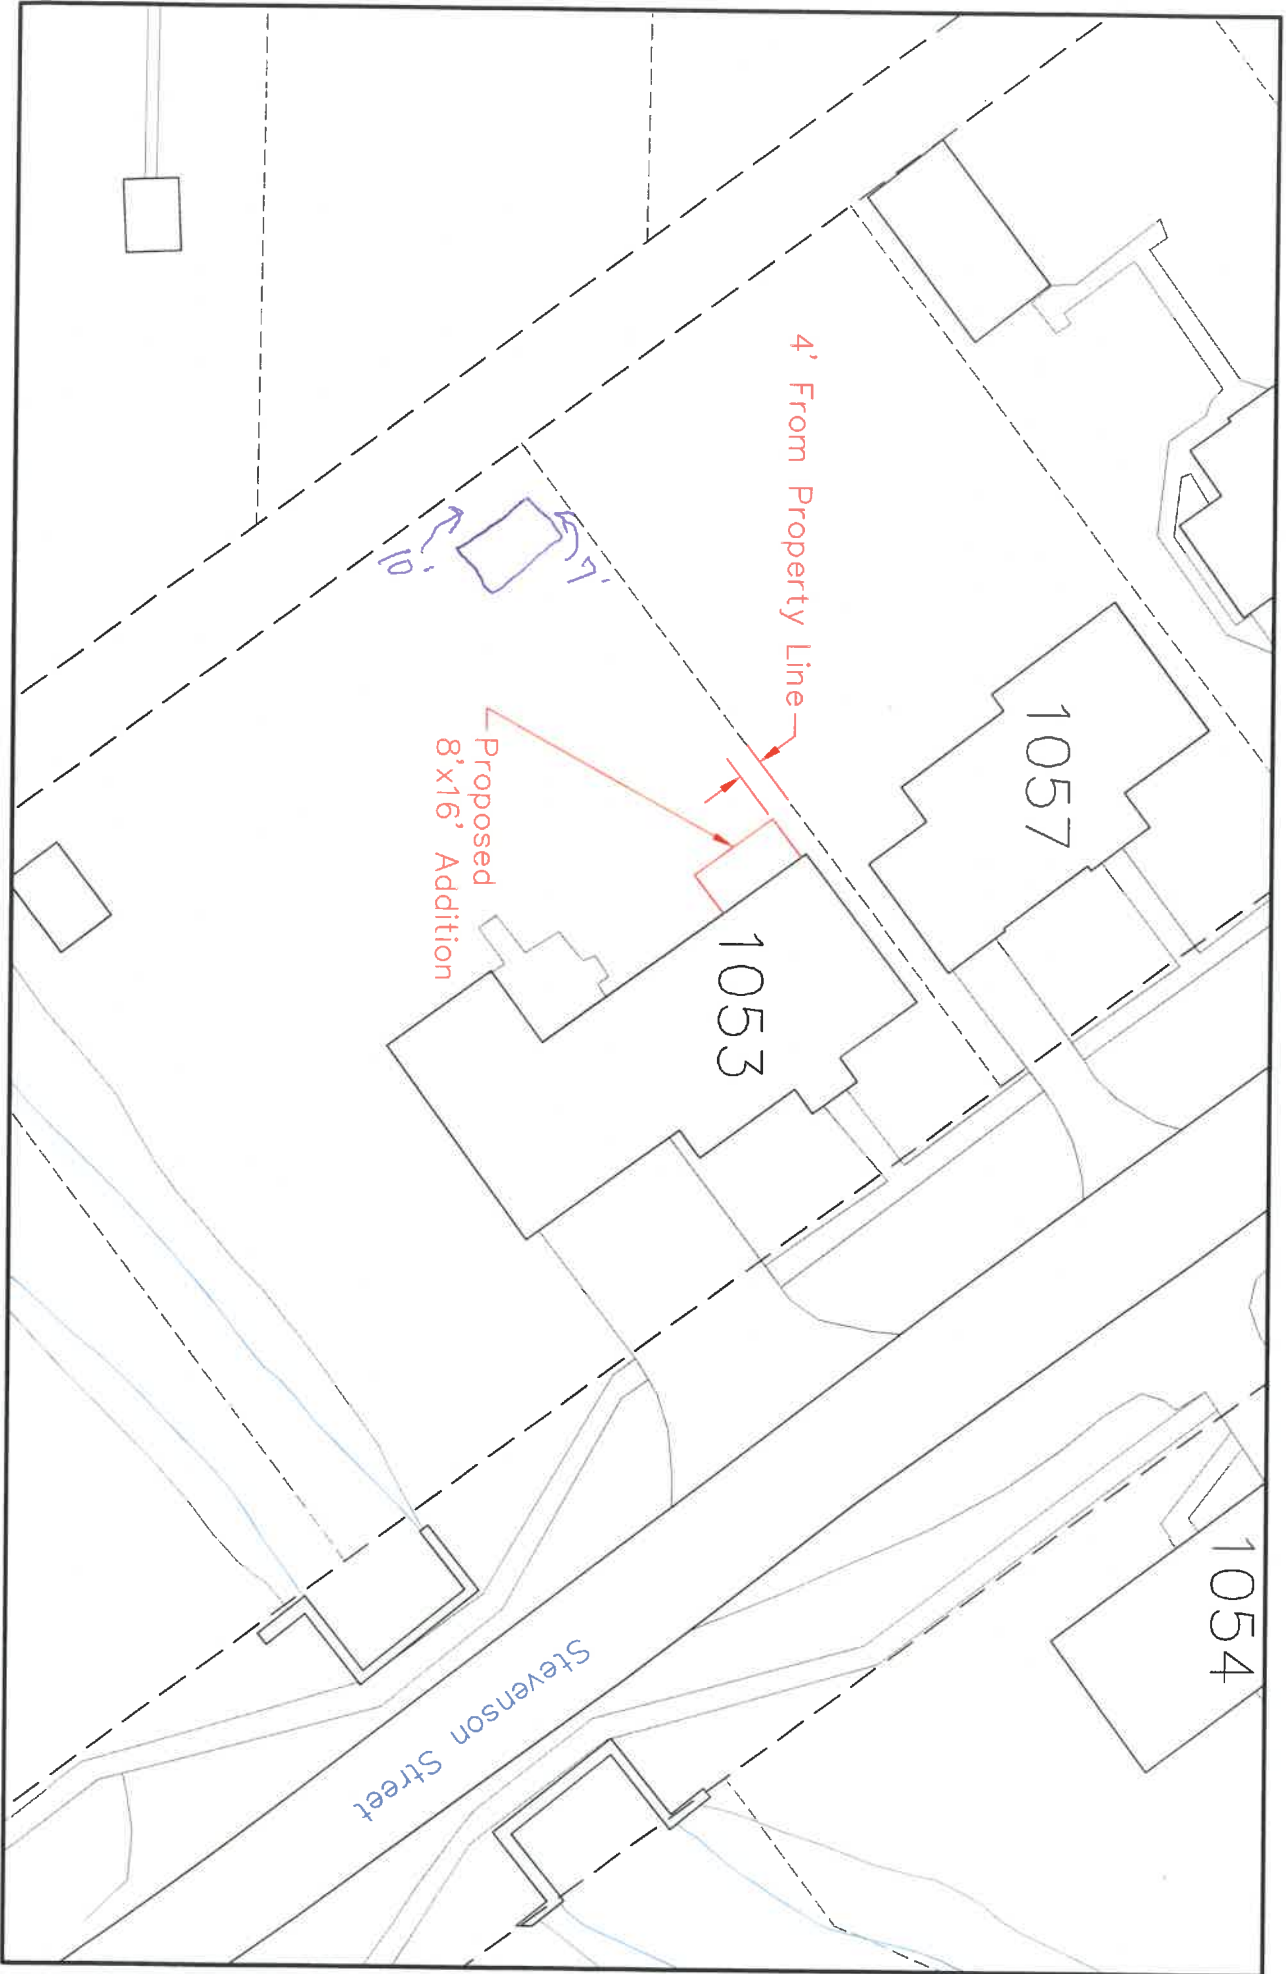 1054
1057
4' From Property Line
1053
7'
Proposed
8'x16' Addition
10'
Stevenson Street